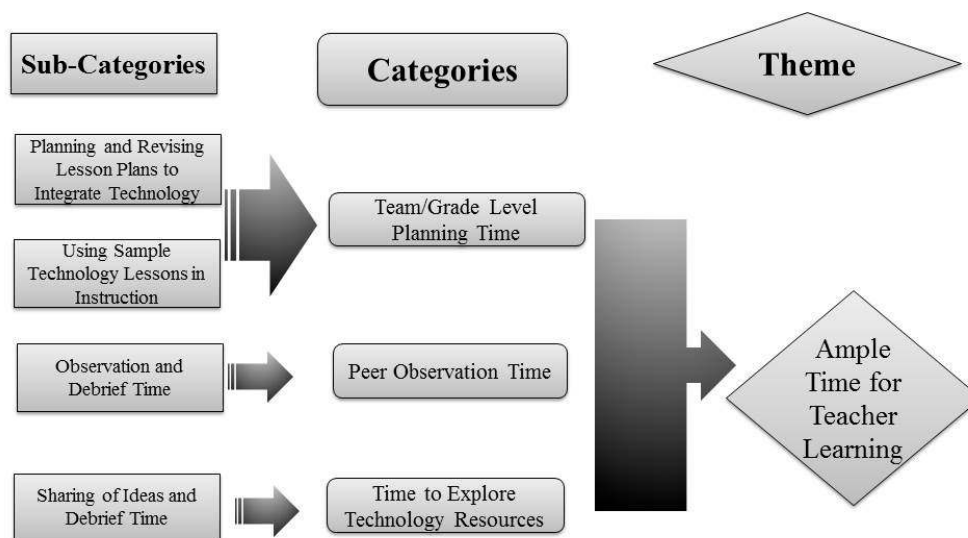 Sub-Categories
Categories
Theme
Planning and Revising
Lesson Plans to
Integrate Technology
Using Sample
Technology Lessons in
Instruction
Team/Grade Level
Planning Time
Observation and
Debrief Time
Peer Observation Time
Sharing of Ideas and
Debrief Time
Time to Explore
Technology Resources
Ample
Time for
Teacher
Learning